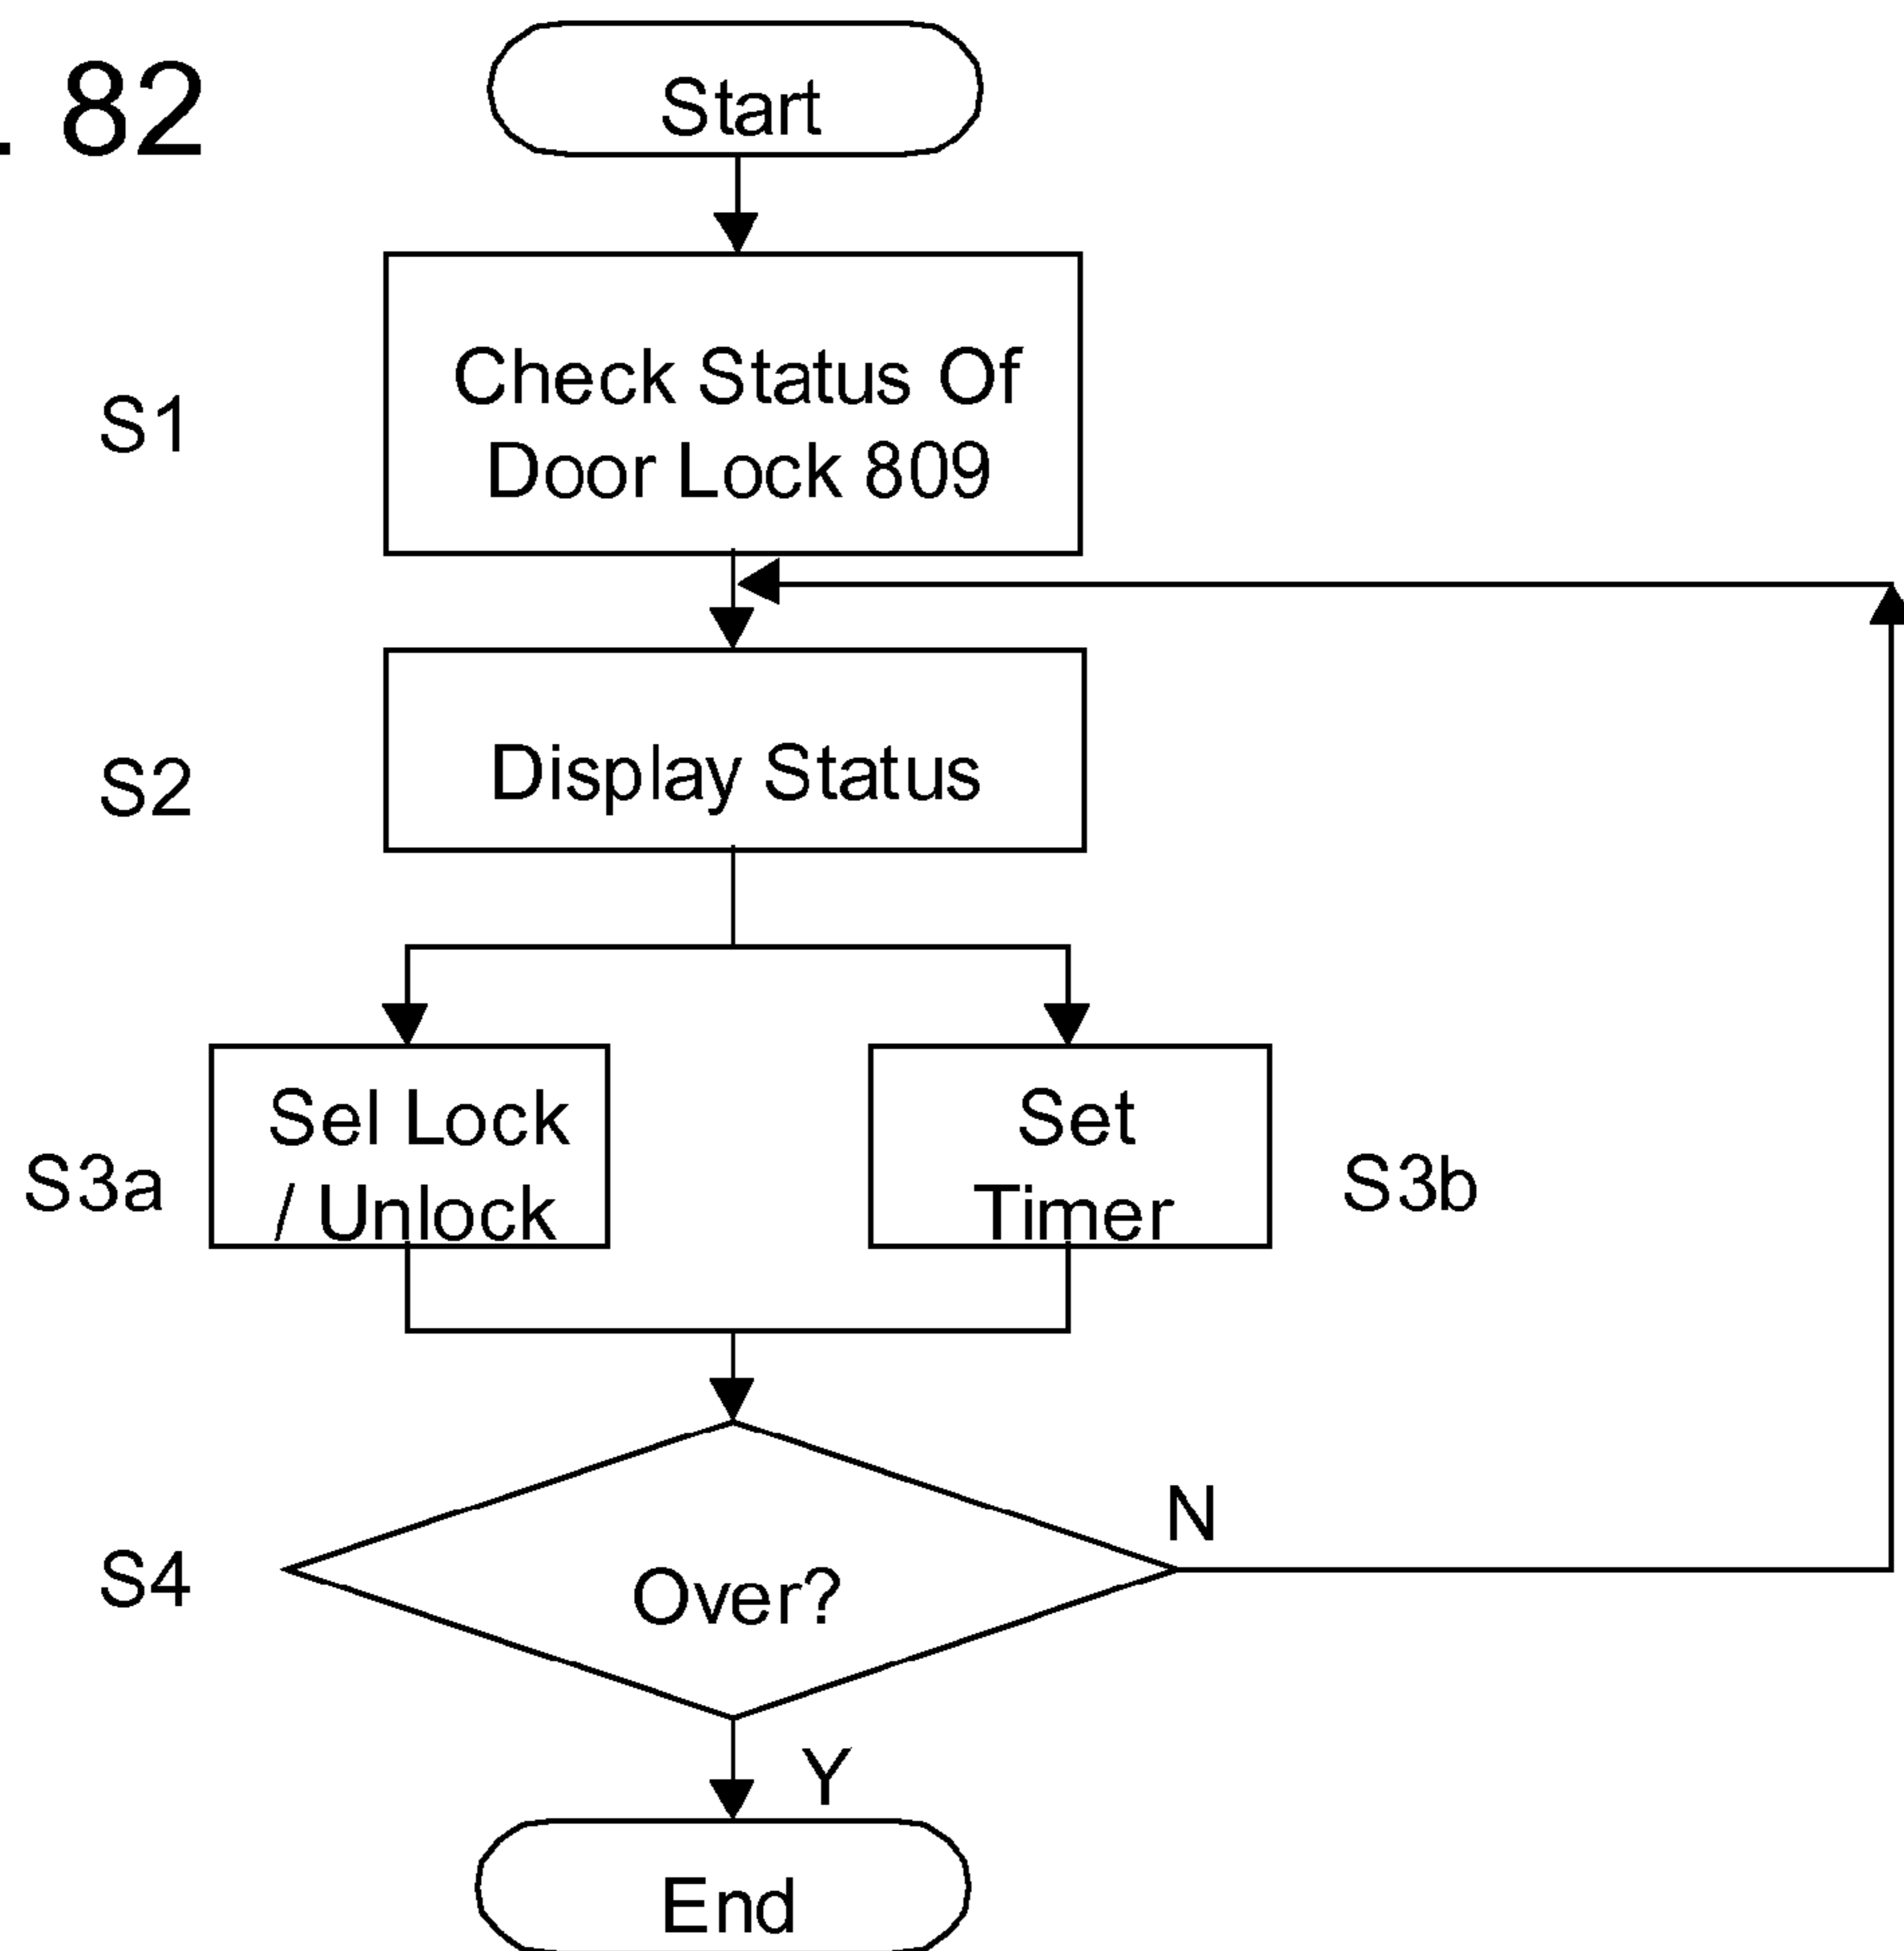 . 82
Start
S1
Check Status Of
Door Lock 809
S2
Display Status
S3a
Sel Lock
/ Unlock
Set
Timer
S3b
S4
Over?
N
Y
End